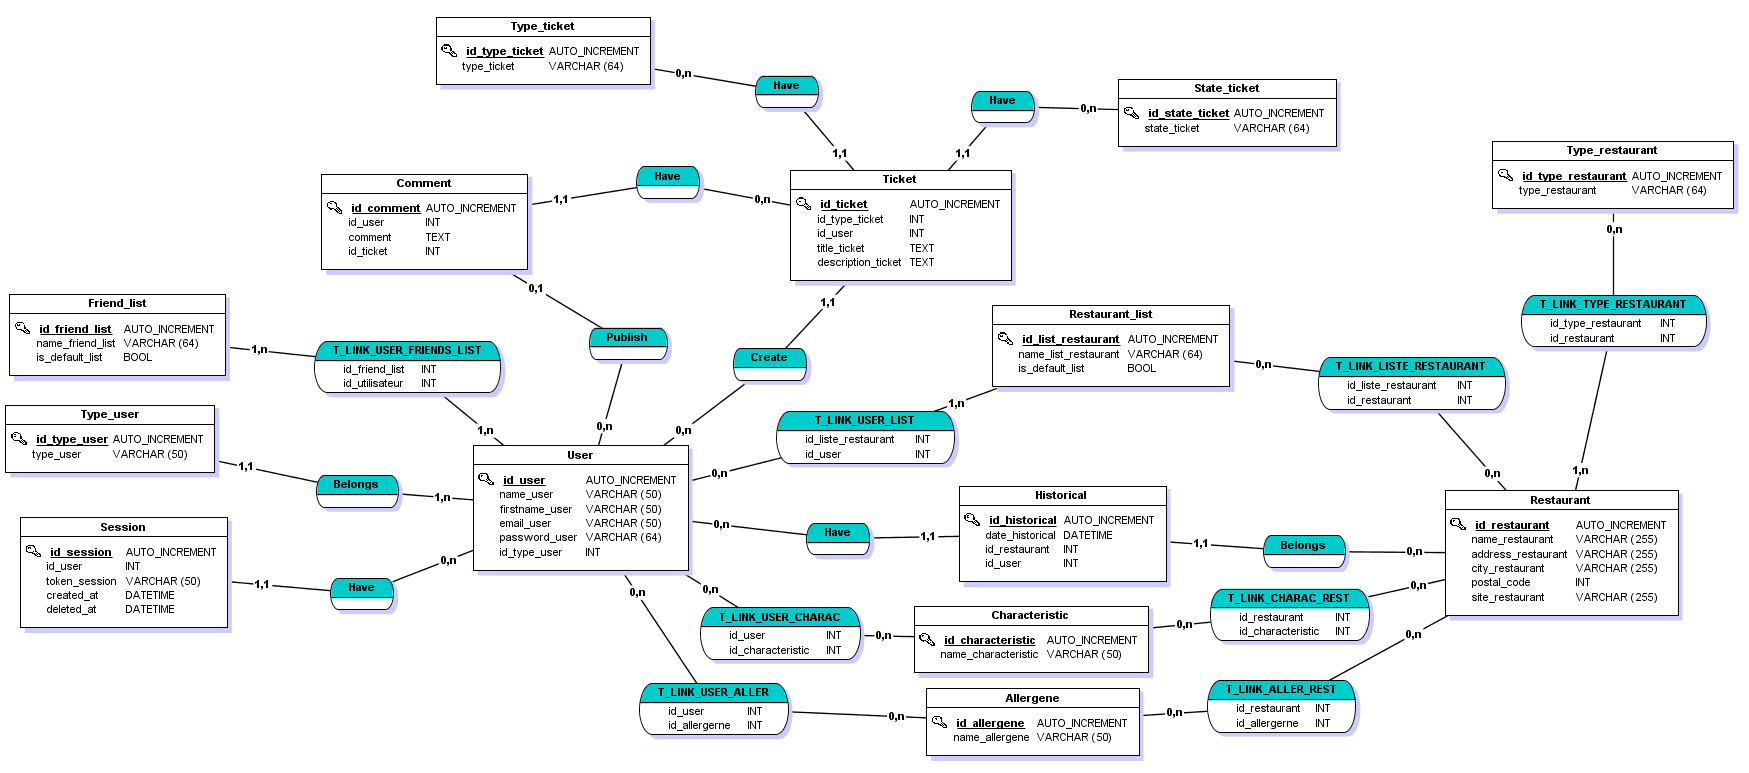 Type_ticket
id_type_ticket AUTO_INCREMENT
type_ticket VARCHAR (64)
0,n
Have
1,1
Have
1,1
0,n
State_ticket
id_state_ticket AUTO_INCREMENT
state_ticket VARCHAR (64)
Type_restaurant
id_type_restaurant AUTO_INCREMENT
type_restaurant VARCHAR (64)
0,n
Comment
id_comment AUTO_INCREMENT
id_user INT
comment TEXT
id_ticket INT
1,1
Have
0,n
Ticket
id_ticket AUTO_INCREMENT
id_type_ticket INT
id_user INT
title_ticket TEXT
description_ticket TEXT
0,1
Publish
0,n
1,1
Create
0,n
Friend_list
id_friend_list AUTO_INCREMENT
name_friend_list VARCHAR (64)
is_default_list BOOL
1,n
T_LINK_USER_FRIENDS_LIST
id_friend_list INT
id_utilisateur INT
1,n
Restaurant_list
id_list_restaurant AUTO_INCREMENT
name_list_restaurant VARCHAR (64)
is_default_list BOOL
0,n
T_LINK_LISTE_RESTAURANT
id_liste_restaurant INT
id_restaurant INT
0,n
T_LINK_TYPE_RESTAURANT
id_type_restaurant INT
id_restaurant INT
1,n
1,n
T_LINK_USER_LIST
id_liste_restaurant INT
id_user INT
0,n
Type_user
id_type_user AUTO_INCREMENT
type_user VARCHAR (50)
1,1
Belongs
1,n
User
id_user AUTO_INCREMENT
name_user VARCHAR (50)
firstname_user VARCHAR (50)
email_user VARCHAR (50)
password_user VARCHAR (64)
id_type_user INT
Session
id_session AUTO_INCREMENT
id_user INT
token_session VARCHAR (50)
created_at DATETIME
deleted_at DATETIME
1,1
Have
0,n
0,n
Have
1,1
Historical
id_historical AUTO_INCREMENT
date_historical DATETIME
id_restaurant INT
id_user INT
1,1
Belongs
0,n
Restaurant
id_restaurant AUTO_INCREMENT
name_restaurant VARCHAR (255)
address_restaurant VARCHAR (255)
city_restaurant VARCHAR (255)
postal_code INT
site_restaurant VARCHAR (255)
0,n
T_LINK_USER_CHARAC
id_user INT
id_characteristic INT
0,n
Characteristic
id_characteristic AUTO_INCREMENT
name_characteristic VARCHAR (50)
0,n
T_LINK_CHARAC_REST
id_restaurant INT
id_characteristic INT
0,n
0,n
T_LINK_USER_ALLER
id_user INT
id_allergerne INT
0,n
Allergene
id_allergene AUTO_INCREMENT
name_allergene VARCHAR (50)
0,n
T_LINK_ALLER_REST
id_restaurant INT
id_allergerne INT
0,n